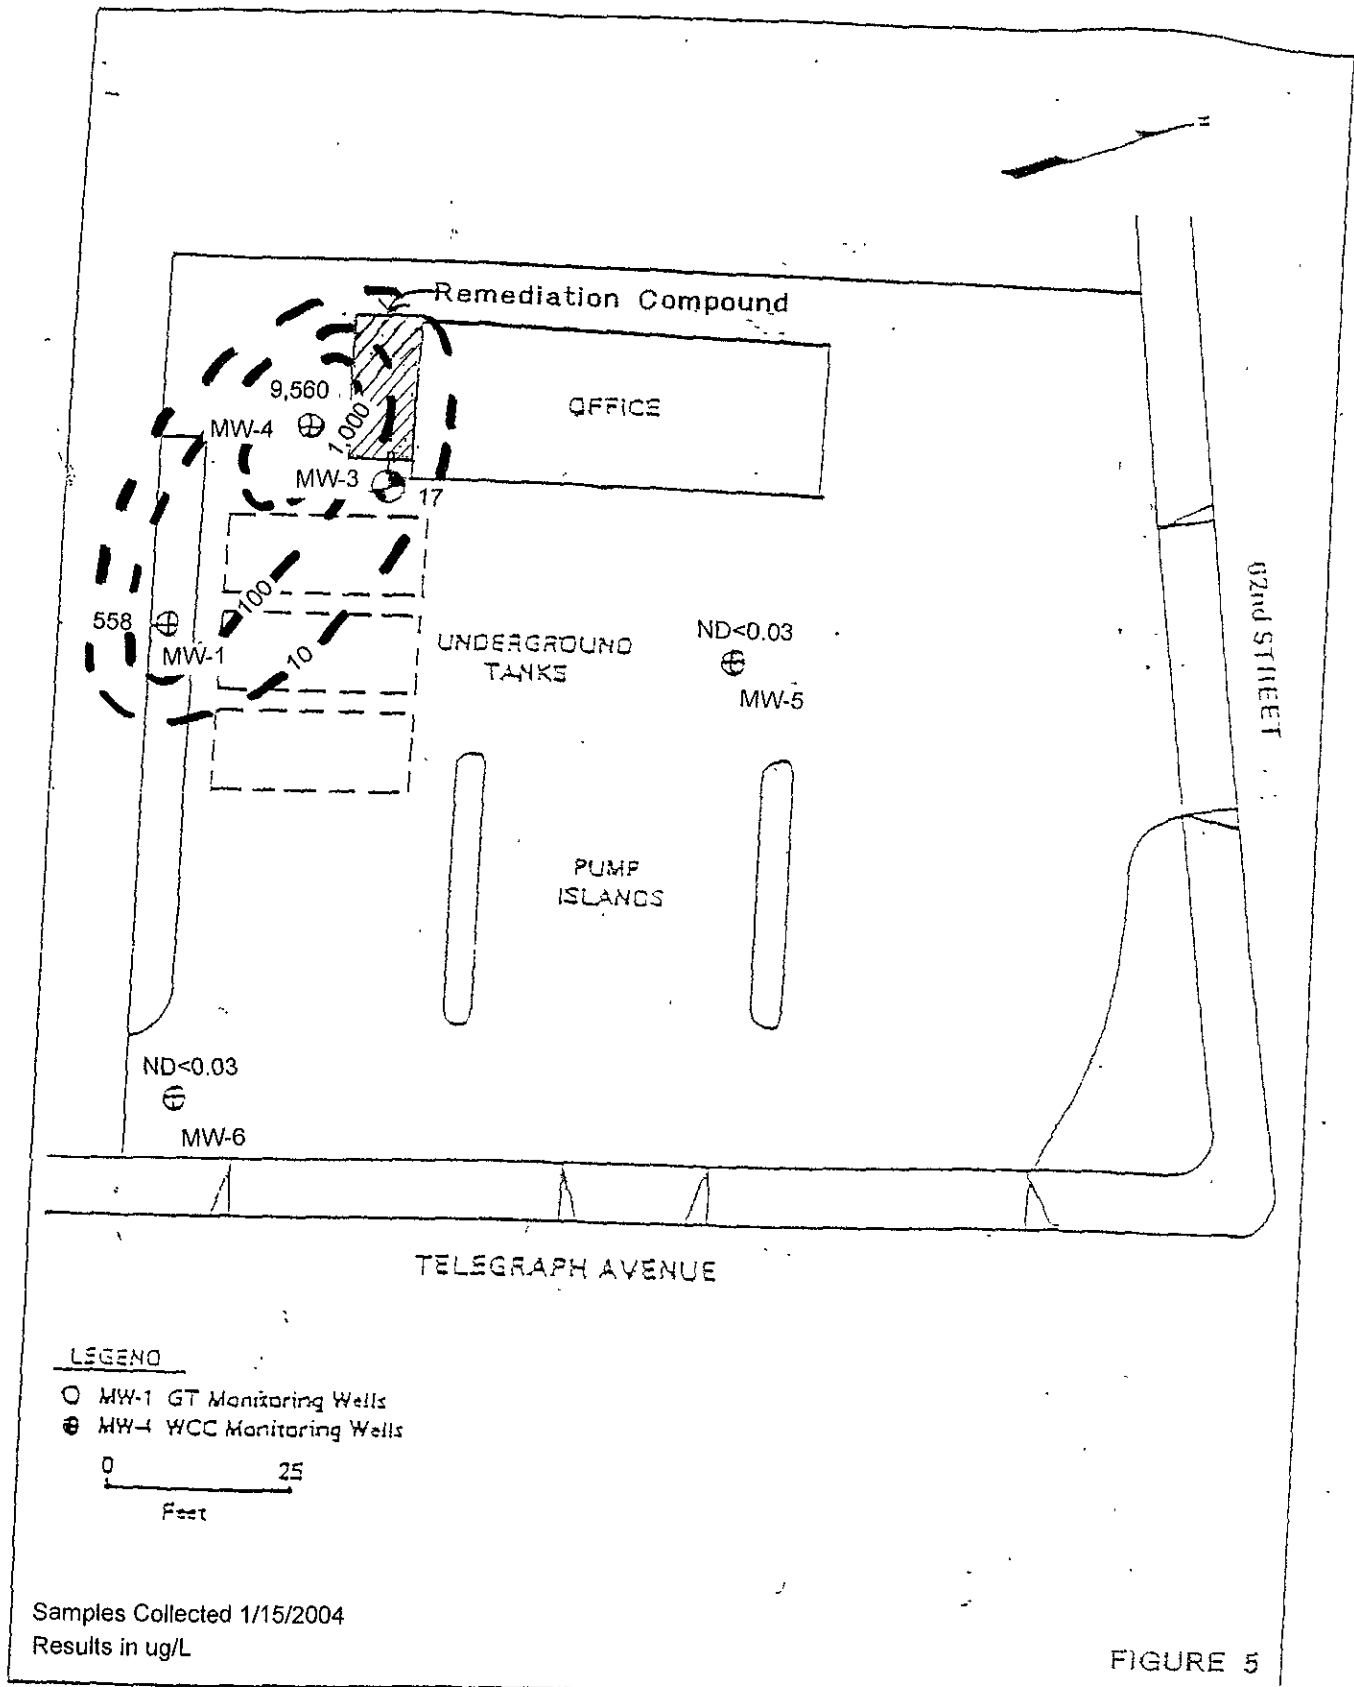 Remediation Compound
9,560
OFFICE
MW-4
1,000
MW-3
17
100
558
MW-1
10
UNDERGROUND
TANKS
ND<0.03
MW-5
62nd STREET
PUMP
ISLANDS
ND<0.03
MW-6
TELEGRAPH AVENUE
LEGEND
MW-1 GT Monitoring Wells
MW-4 WCC Monitoring Wells
0 25
Feet
Samples Collected 1/15/2004
Results in ug/L
FIGURE 5